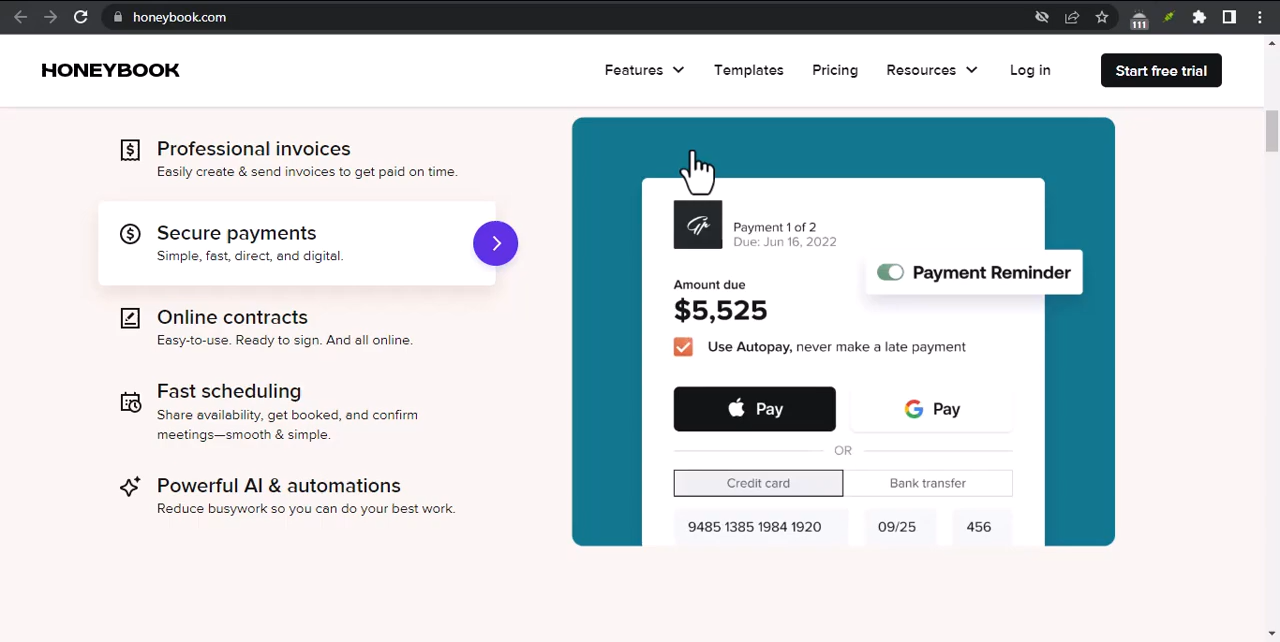 honeybook.com
111
HONEYBOOK
Features
Templates
Pricing
Resources
Log in
Start free trial
Professional invoices
Easily create & send invoices to get paid on time.
Secure payments
Simple, fast, direct, and digital.
Online contracts
Easy-to-use. Ready to sign. And all online.
Fast scheduling
Share availability, get booked, and confirm
meetings—smooth & simple.
Powerful AI & automations
Reduce busywork so you can do your best work.
Payment 1 of 2
Due: Jun 16, 2022
Payment Reminder
Amount due
$5,525
Use Autopay, never make a late payment
Pay
G Pay
OR
Credit card
Bank transfer
9485 1385 1984 1920
09/25
456